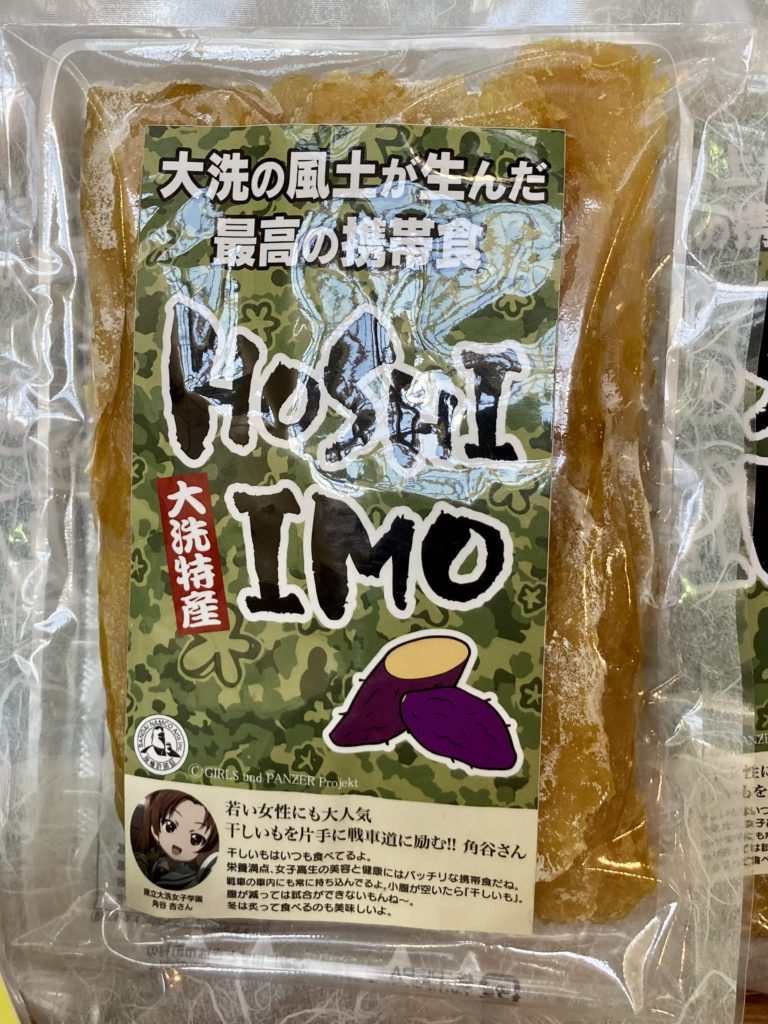 大洗の風土が生んだ
最高の携帯食
HOSHI
IMO
大洗特産
BANDAI NAMCO Arts Inc.
©GIRLS und PANZER Projekt
若い女性にも大人気
干しいもを片手に戦車道に励む!! 角谷さん
干しいもはいつも食べてるよ。
栄養満点、女子高生の美容と健康にはバッチリな携帯食だね。
戦車の車内にも常に持ち込んでるよ。小腹が空いたら「干しいも」。
腹が減っては試合ができないもんね〜。
冬は炙って食べるのも美味しいよ。
県立大洗女子学園
角谷 杏さん